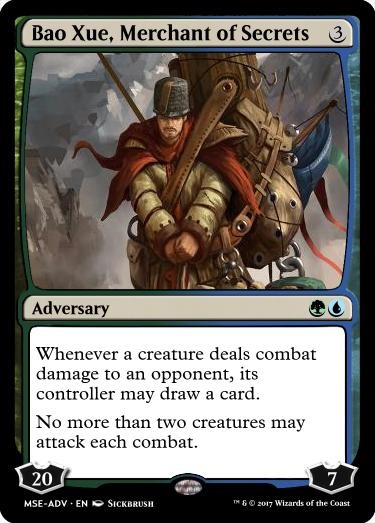 Bao Xue, Merchant of Secrets 3
Adversary
Whenever a creature deals combat
damage to an opponent, its
controller may draw a card.
No more than two creatures may
attack each combat.
20
7
MSE-ADV • EN SICKBRUSH
™ & © 2017 Wizards of the Coast